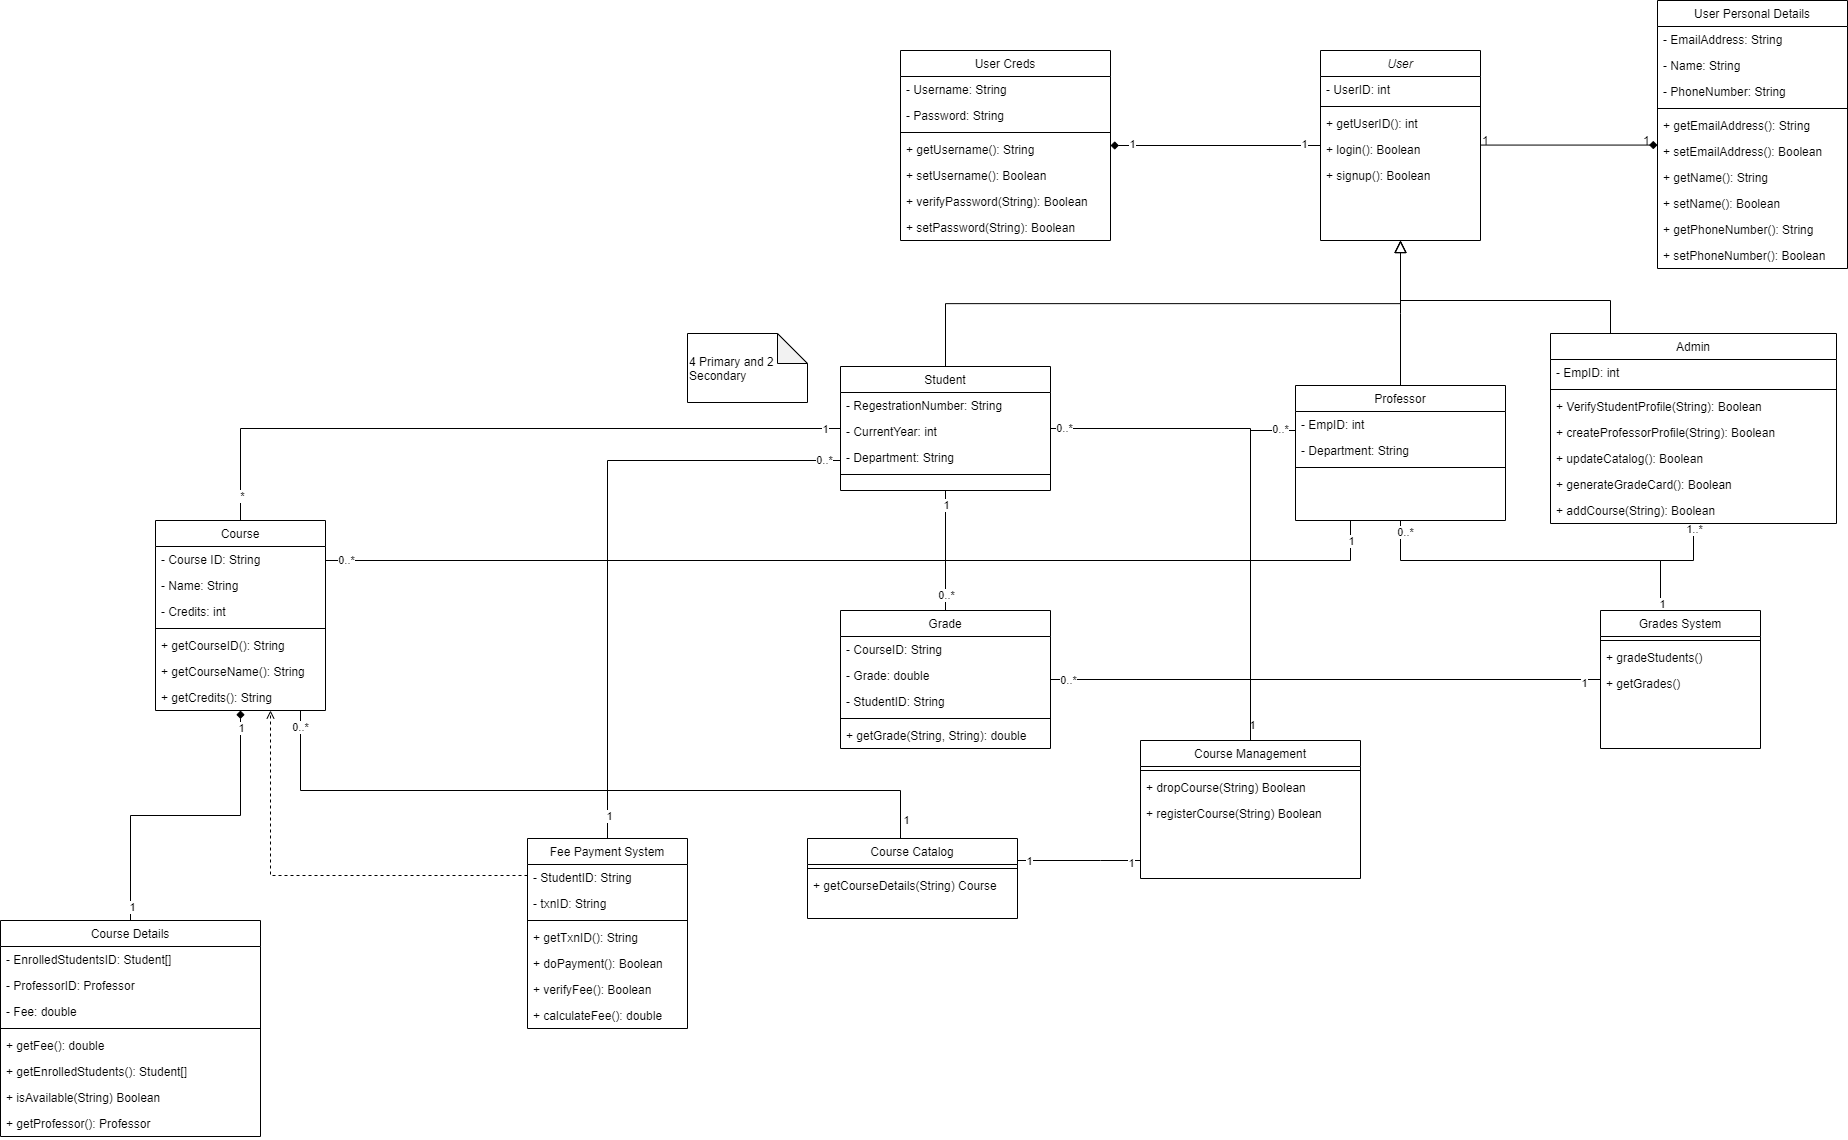 User Personal Details
- EmailAddress: String
- Name: String
- PhoneNumber: String
+ getEmailAddress(): String
+ setEmailAddress(): Boolean
+ getName(): String
+ setName(): Boolean
+ getPhoneNumber(): String
+ setPhoneNumber(): Boolean
User Creds
- Username: String
- Password: String
+ getUsername(): String
+ setUsername(): Boolean
+ verifyPassword(String): Boolean
+ setPassword(String): Boolean
1
1
User
- UserID: int
+ getUserID(): int
+ login(): Boolean
+ signup(): Boolean
1
1
4 Primary and 2
Secondary
Student
- RegestrationNumber: String
- CurrentYear: int
- Department: String
1
0..*
0..*
1
Professor
- EmpID: int
- Department: String
0..*
1
0..*
Admin
- EmpID: int
+ VerifyStudentProfile(String): Boolean
+ createProfessorProfile(String): Boolean
+ updateCatalog(): Boolean
+ generateGradeCard(): Boolean
+ addCourse(String): Boolean
1..*
*
Course
- Course ID: String
- Name: String
- Credits: int
+ getCourseID(): String
+ getCourseName(): String
+ getCredits(): String
0..*
1
0..*
0..*
Grade
- CourseID: String
- Grade: double
- StudentID: String
+ getGrade(String, String): double
0..*
1
1
Grades System
+ gradeStudents()
+ getGrades()
1
Course Management
+ dropCourse(String) Boolean
+ registerCourse(String) Boolean
1
1
Fee Payment System
- StudentID: String
- txnID: String
+ getTxnID(): String
+ doPayment(): Boolean
+ verifyFee(): Boolean
+ calculateFee(): double
1
Course Catalog
+ getCourseDetails(String) Course
1
1
1
Course Details
- EnrolledStudentsID: Student[]
- ProfessorID: Professor
- Fee: double
+ getFee(): double
+ getEnrolledStudents(): Student[]
+ isAvailable(String) Boolean
+ getProfessor(): Professor